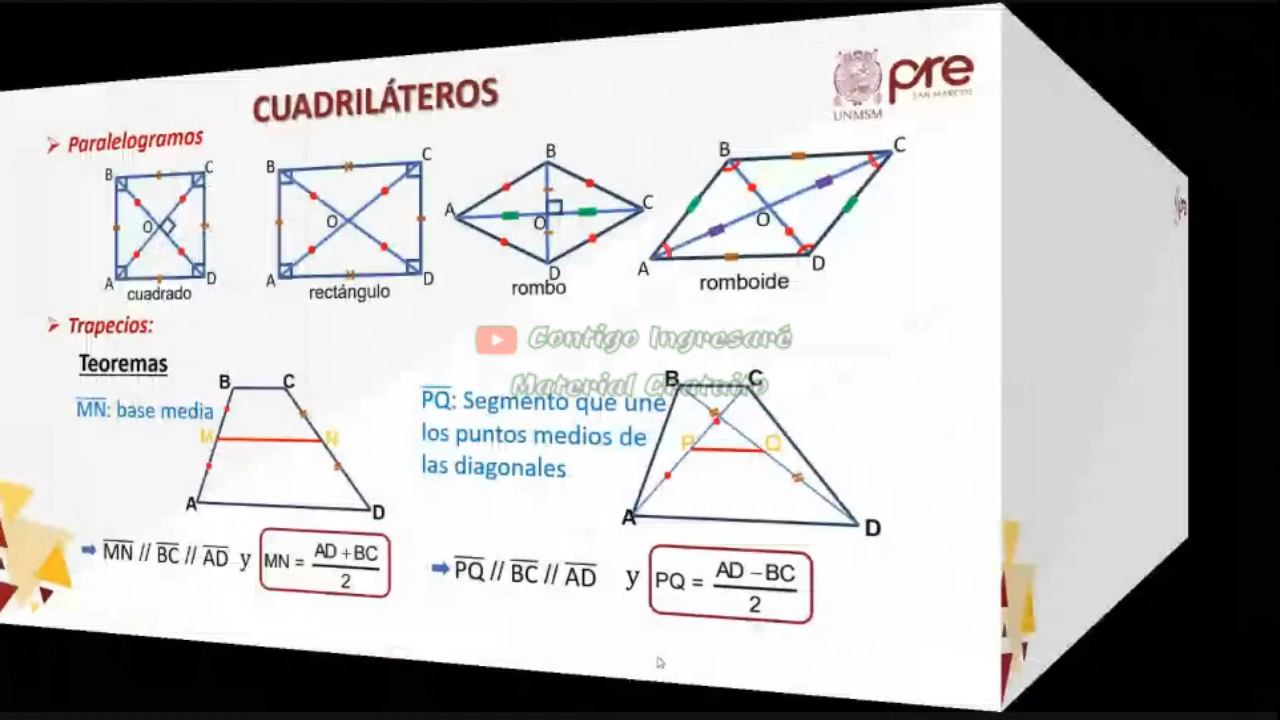 CUADRILÁTEROS
pre
SAN MARCOS
UNMSM
Paralelogramos
B C O A D
cuadrado
B C O A D
rectángulo
B A C O D
rombo
B C O A D
romboide
Trapecios:
Contigo Ingresaré
Material Gratuito
Teoremas
MN: base media
B C M N A D
PQ: Segmento que une
los puntos medios de
las diagonales
B C P Q A D
MN // BC // AD y MN = AD + BC / 2
PQ // BC // AD y PQ = AD − BC / 2